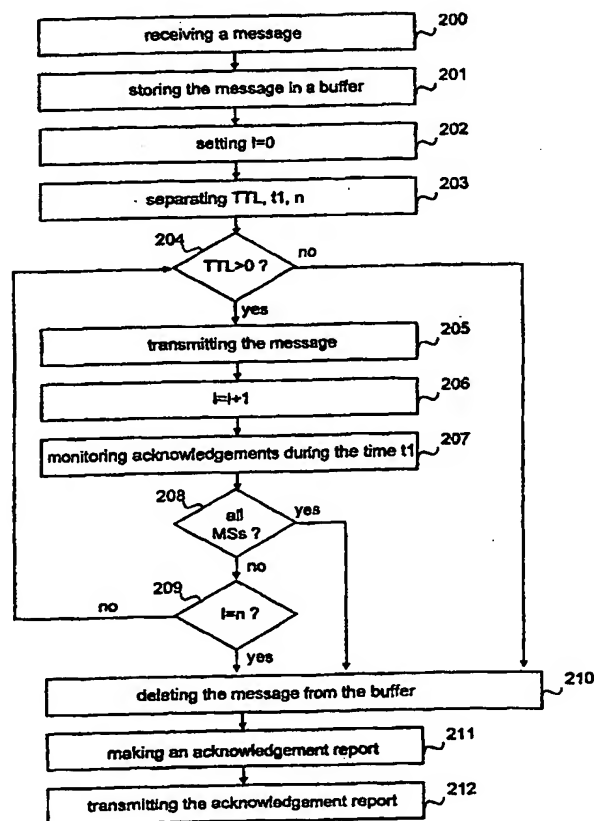 receiving a message
200
storing the message in a buffer
201
setting i=0
202
separating TTL, t1, n
203
204
TTL>0 ?
no
yes
transmitting the message
205
i=i+1
206
monitoring acknowledgements during the time t1
207
208
all
MSs ?
yes
no
209
i=n ?
no
yes
deleting the message from the buffer
210
making an acknowledgement report
211
transmitting the acknowledgement report
212